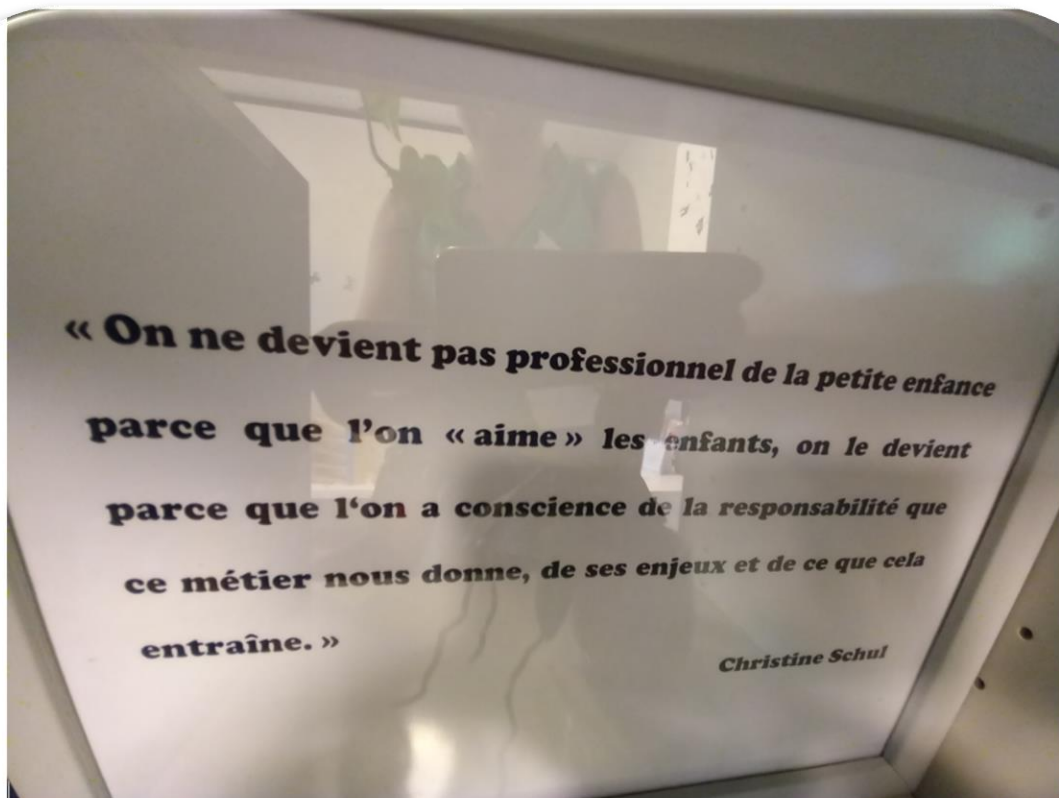 « On ne devient pas professionnel de la petite enfance
parce que l’on « aime » les enfants, on le devient
parce que l‘on a conscience de la responsabilité que
ce métier nous donne, de ses enjeux et de ce que cela
entraîne. »
Christine Schul